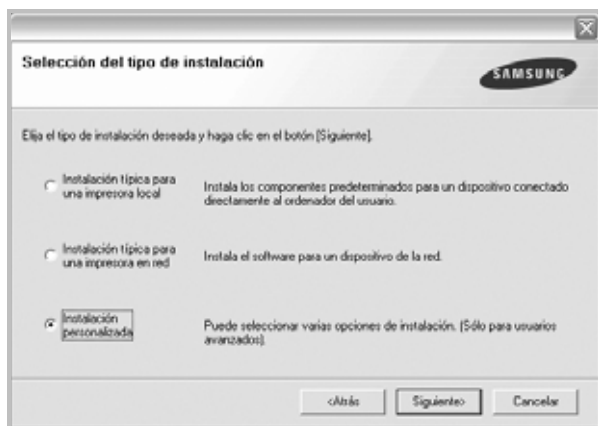 Selección del tipo de instalación
SAMSUNG
Elija el tipo de instalación deseada y haga clic en el botón [Siguiente].
Instalación típica para
una impresora local
Instala los componentes predeterminados para un dispositivo conectado
directamente al ordenador del usuario.
Instalación típica para
una impresora en red
Instala el software para un dispositivo de la red.
Instalación
personalizada
Puede seleccionar varias opciones de instalación. (Sólo para usuarios
avanzados).
<Atrás
Siguiente>
Cancelar